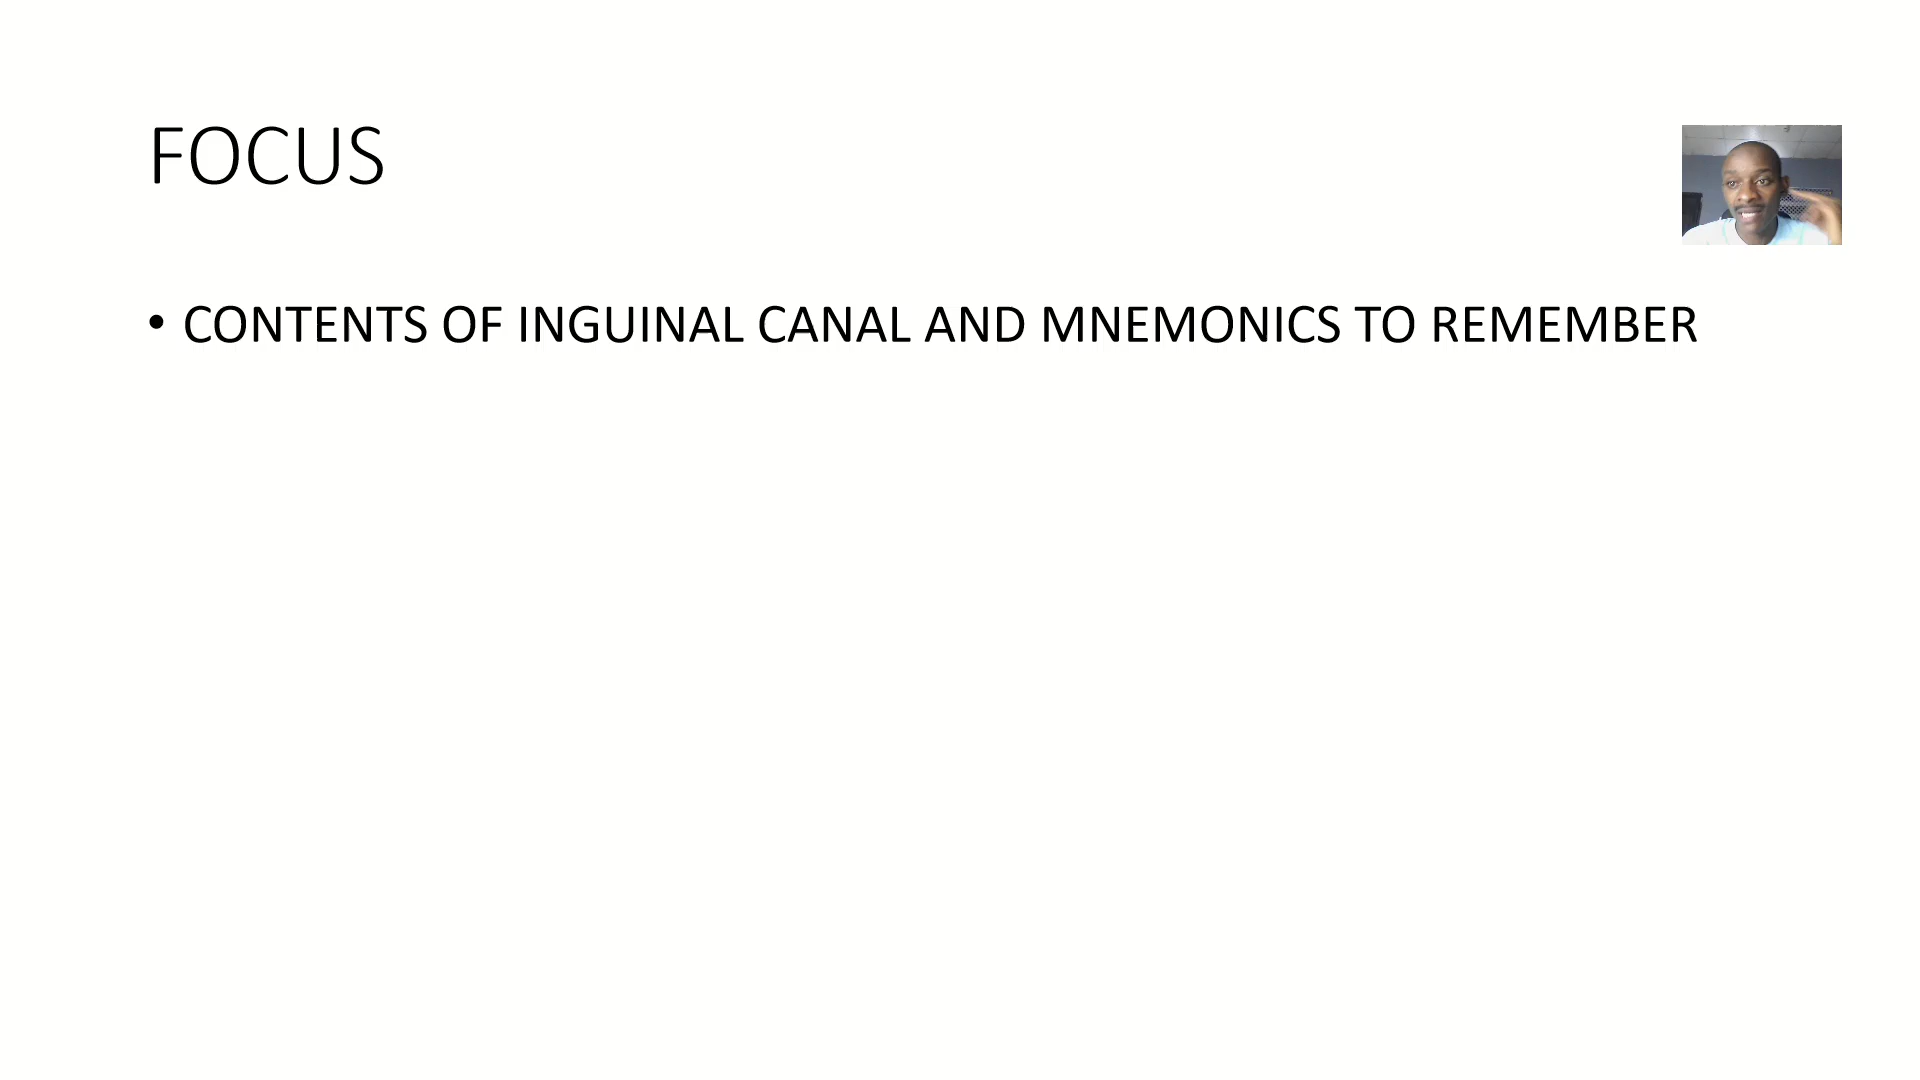 FOCUS
• CONTENTS OF INGUINAL CANAL AND MNEMONICS TO REMEMBER